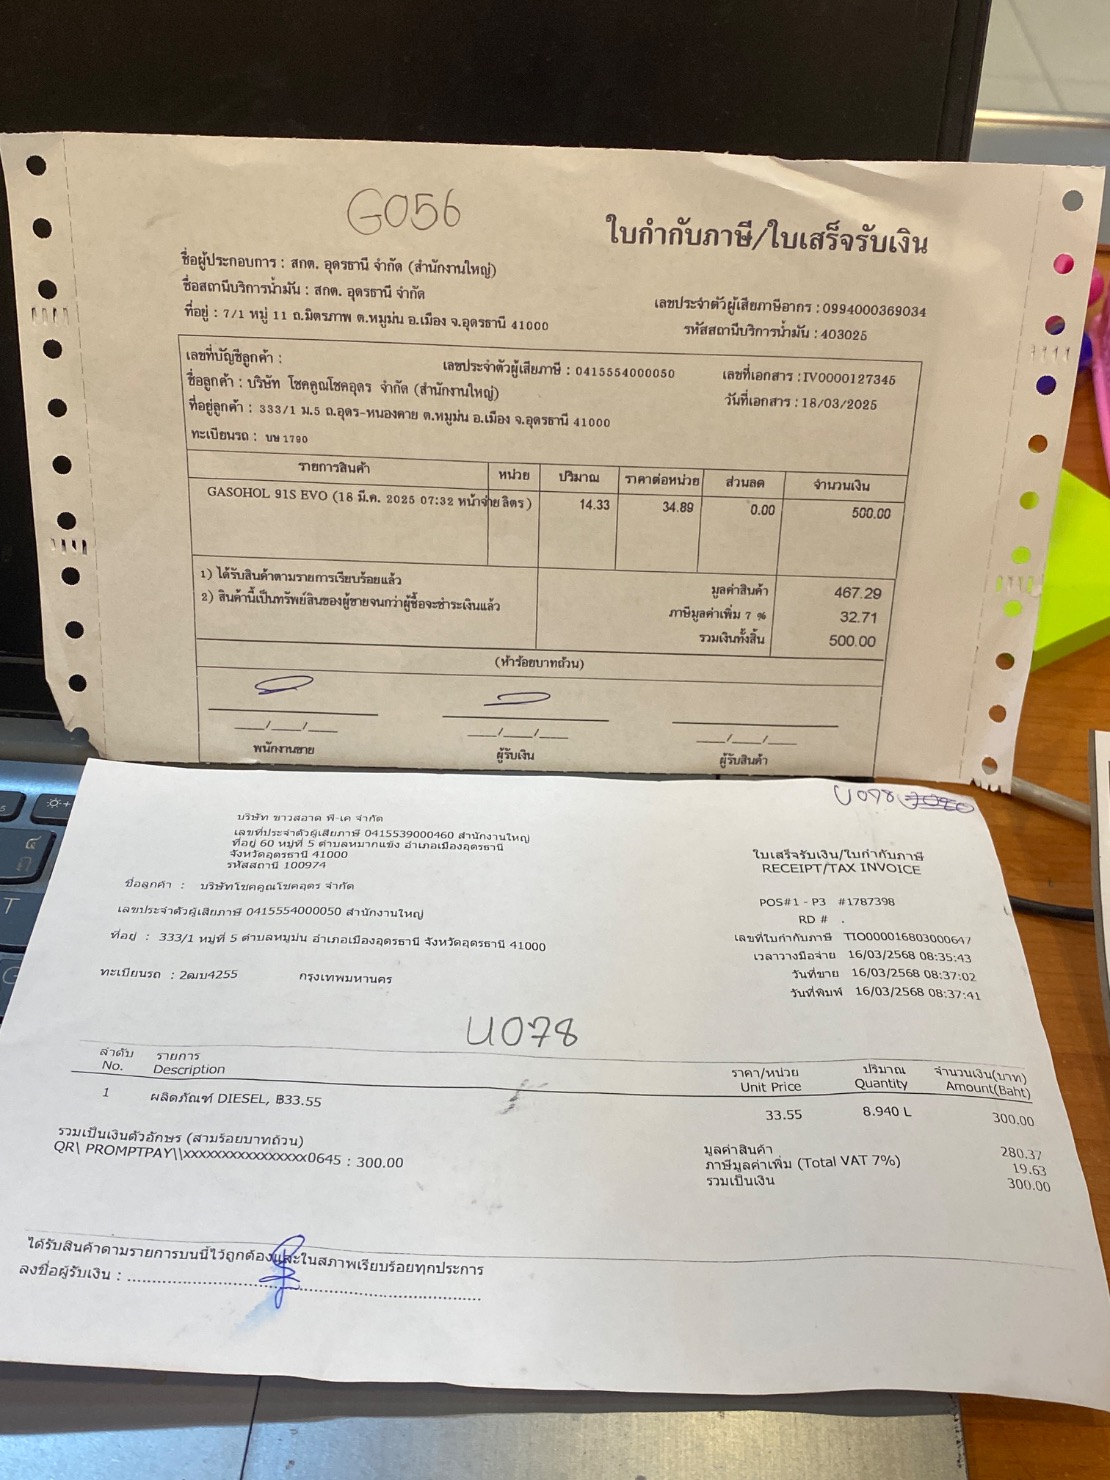 G056
ใบกำกับภาษี/ใบเสร็จรับเงิน
ชื่อผู้ประกอบการ : สกต. อุดรธานี จำกัด (สำนักงานใหญ่)
ชื่อสถานีบริการน้ำมัน : สกต. อุดรธานี จำกัด
ที่อยู่ : 7/1 หมู่ 11 ถ.มิตรภาพ ต.หมูม่น อ.เมือง จ.อุดรธานี 41000
เลขประจำตัวผู้เสียภาษีอากร : 0994000369034
รหัสสถานีบริการน้ำมัน : 403025
เลขที่บัญชีลูกค้า :
เลขประจำตัวผู้เสียภาษี : 0415554000050
เลขที่เอกสาร : IV0000127345
ชื่อลูกค้า : บริษัท โชคคูณโชคอุดร จำกัด (สำนักงานใหญ่)
วันที่เอกสาร : 18/03/2025
ที่อยู่ลูกค้า : 333/1 ม.5 ถ.อุดร-หนองคาย ต.หมูม่น อ.เมือง จ.อุดรธานี 41000
ทะเบียนรถ : บษ 1790
รายการสินค้า หน่วย ปริมาณ ราคาต่อหน่วย ส่วนลด จำนวนเงิน
GASOHOL 91S EVO (18 มี.ค. 2025 07:32 หน้าจ่าย ลิตร) 14.33 34.89 0.00 500.00
1) ได้รับสินค้าตามรายการเรียบร้อยแล้ว
2) สินค้านี้เป็นทรัพย์สินของผู้ขายจนกว่าผู้ซื้อจะชำระเงินแล้ว
มูลค่าสินค้า 467.29
ภาษีมูลค่าเพิ่ม 7 % 32.71
รวมเงินทั้งสิ้น 500.00
(ห้าร้อยบาทถ้วน)
___/___/___ ___/___/___ ___/___/___
พนักงานขาย ผู้รับเงิน ผู้รับสินค้า
U078
บริษัท ขาวสอาด พี-เค จำกัด
เลขที่ประจำตัวผู้เสียภาษี 0415539000460 สำนักงานใหญ่
ที่อยู่ 60 หมู่ที่ 5 ตำบลหมากแข้ง อำเภอเมืองอุดรธานี
จังหวัดอุดรธานี 41000
รหัสสถานี 100974
ใบเสร็จรับเงิน/ใบกำกับภาษี
RECEIPT/TAX INVOICE
ชื่อลูกค้า : บริษัทโชคคูณโชคอุดร จำกัด
เลขประจำตัวผู้เสียภาษี 0415554000050 สำนักงานใหญ่
ที่อยู่ : 333/1 หมู่ที่ 5 ตำบลหมูม่น อำเภอเมืองอุดรธานี จังหวัดอุดรธานี 41000
ทะเบียนรถ : 2ฒบ4255 กรุงเทพมหานคร
POS#1 - P3 #1787398
RD # .
เลขที่ใบกำกับภาษี TIO000016803000647
เวลาวางมือจ่าย 16/03/2568 08:35:43
วันที่ขาย 16/03/2568 08:37:02
วันที่พิมพ์ 16/03/2568 08:37:41
U078
ลำดับ รายการ ราคา/หน่วย ปริมาณ จำนวนเงิน(บาท)
No. Description Unit Price Quantity Amount(Baht)
1 ผลิตภัณฑ์ DIESEL, ฿33.55 33.55 8.940 L 300.00
รวมเป็นเงินตัวอักษร (สามร้อยบาทถ้วน)
QR\ PROMPTPAY\\xxxxxxxxxxxxxxxx0645 : 300.00
มูลค่าสินค้า 280.37
ภาษีมูลค่าเพิ่ม (Total VAT 7%) 19.63
รวมเป็นเงิน 300.00
ได้รับสินค้าตามรายการบนนี้ไว้ถูกต้องและในสภาพเรียบร้อยทุกประการ
ลงชื่อผู้รับเงิน : ............................................................